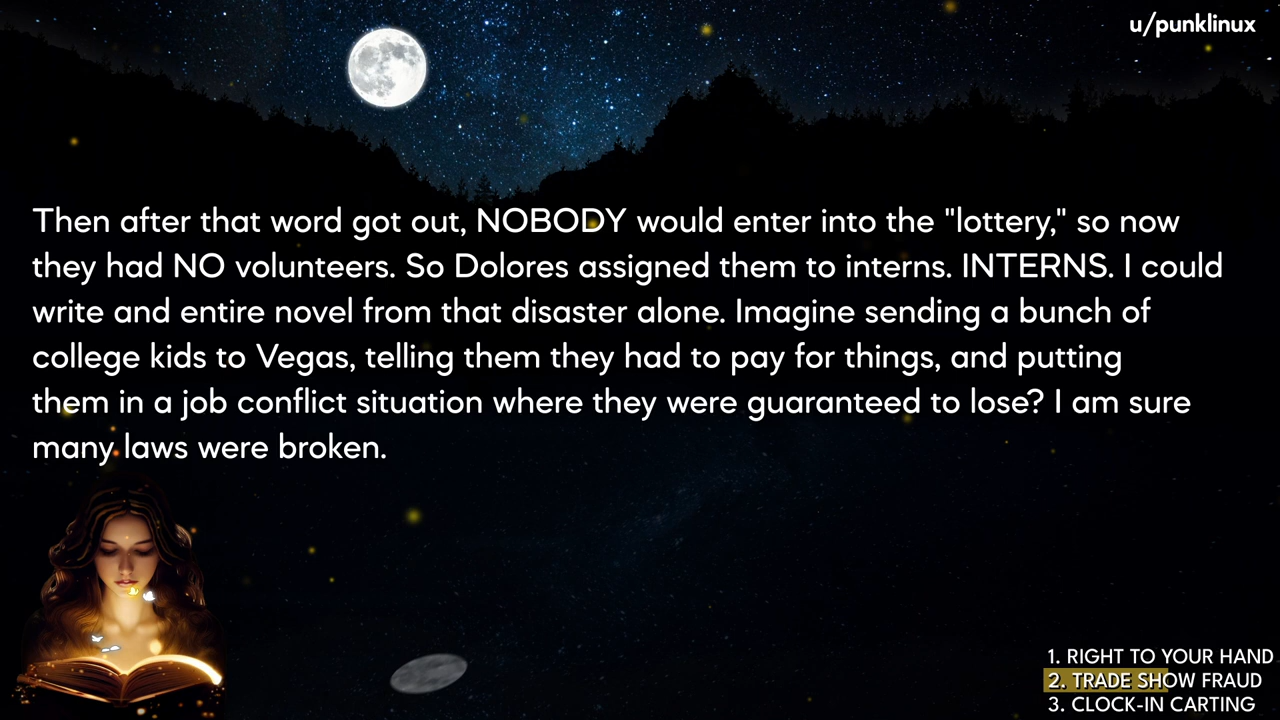 u/punklinux
Then after that word got out, NOBODY would enter into the "lottery," so now
they had NO volunteers. So Dolores assigned them to interns. INTERNS. I could
write and entire novel from that disaster alone. Imagine sending a bunch of
college kids to Vegas, telling them they had to pay for things, and putting
them in a job conflict situation where they were guaranteed to lose? I am sure
many laws were broken.
1. RIGHT TO YOUR HAND
2. TRADE SHOW FRAUD
3. CLOCK-IN CARTING